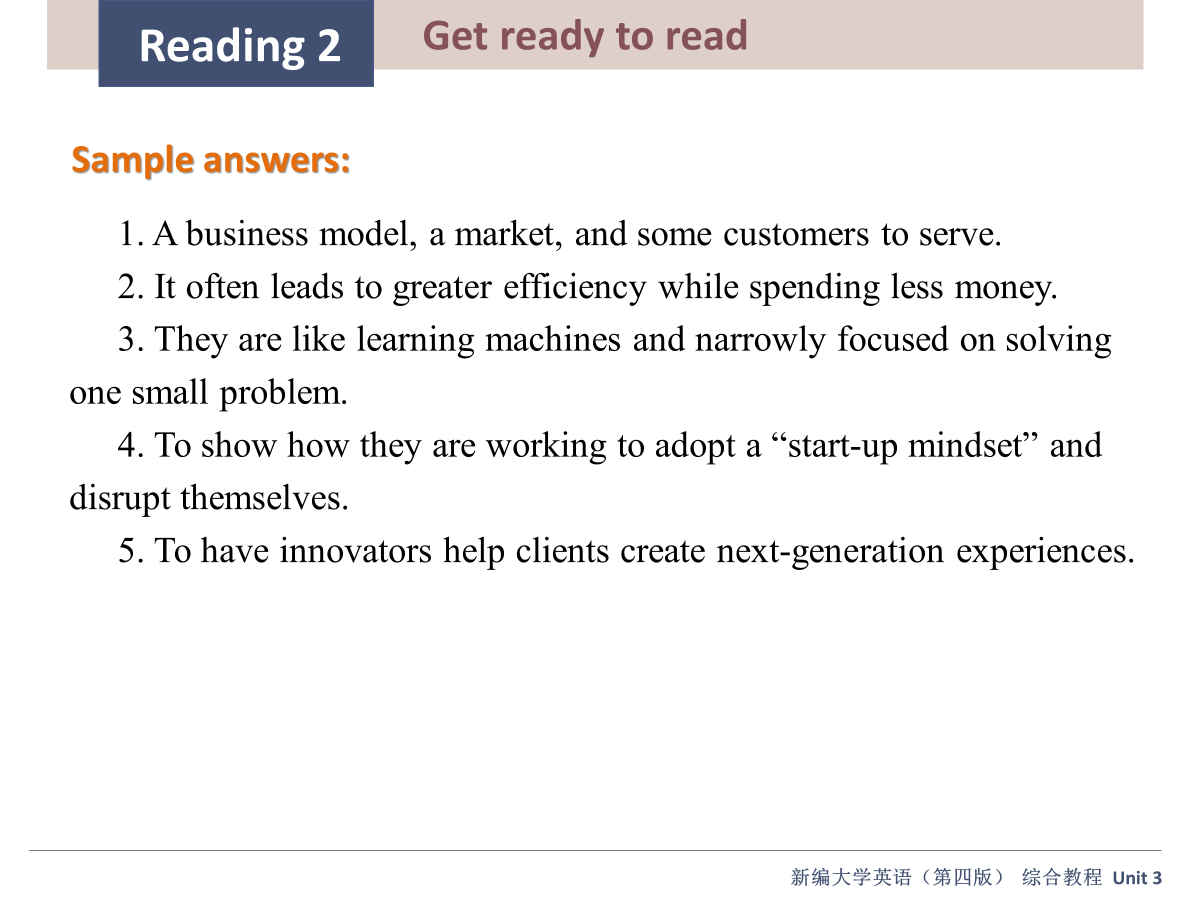 Reading 2
Get ready to read
Sample answers:
1. A business model, a market, and some customers to serve.
2. It often leads to greater efficiency while spending less money.
3. They are like learning machines and narrowly focused on solving
one small problem.
4. To show how they are working to adopt a “start-up mindset” and
disrupt themselves.
5. To have innovators help clients create next-generation experiences.
新编大学英语（第四版） 综合教程 Unit 3